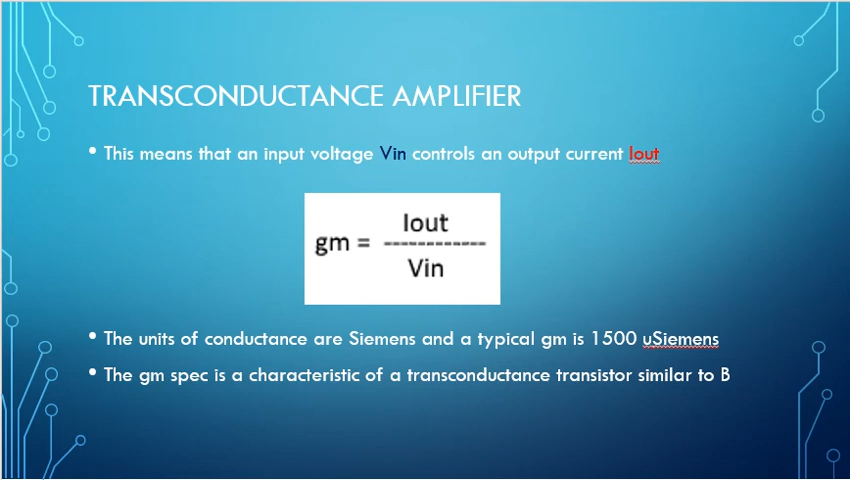 TRANSCONDUCTANCE AMPLIFIER
• This means that an input voltage Vin controls an output current Iout
Iout
gm = ------------
Vin
• The units of conductance are Siemens and a typical gm is 1500 uSiemens
• The gm spec is a characteristic of a transconductance transistor similar to B